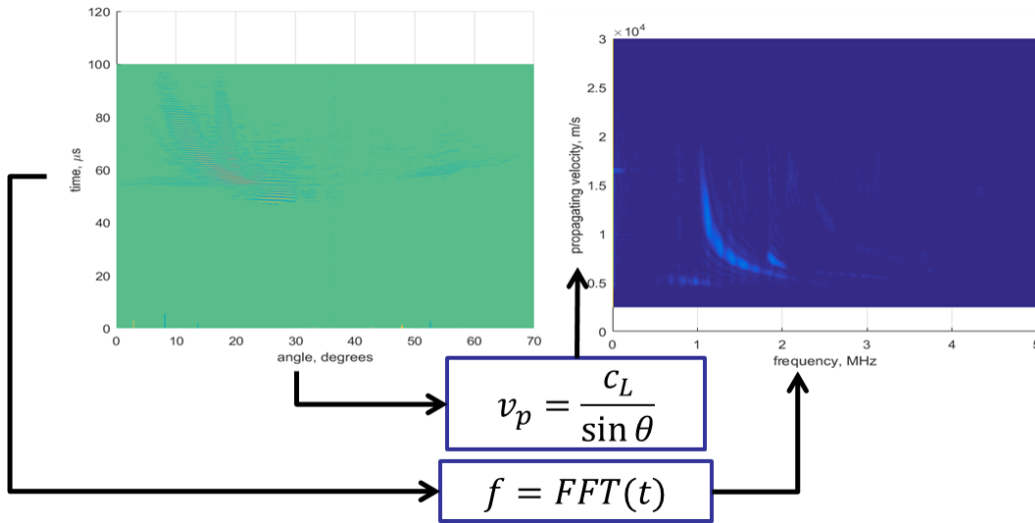 120
100
80
60
40
20
0
time, μs
0 10 20 30 40 50 60 70
angle, degrees
×10⁴
3
2.5
2
1.5
1
0.5
0
propagating velocity, m/s
0 1 2 3 4 5
frequency, MHz
v_p = c_L / sin θ
f = FFT(t)